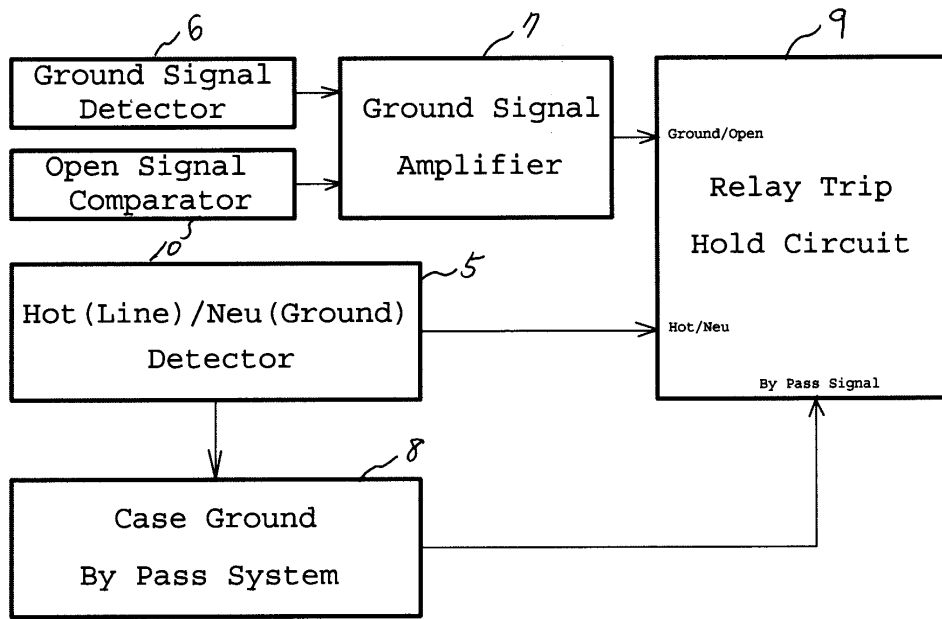 6
7
9
Ground Signal
Detector
Ground Signal
Amplifier
Ground/Open
Open Signal
Comparator
Relay Trip
Hold Circuit
10
5
Hot(Line)/Neu(Ground)
Detector
Hot/Neu
By Pass Signal
8
Case Ground
By Pass System